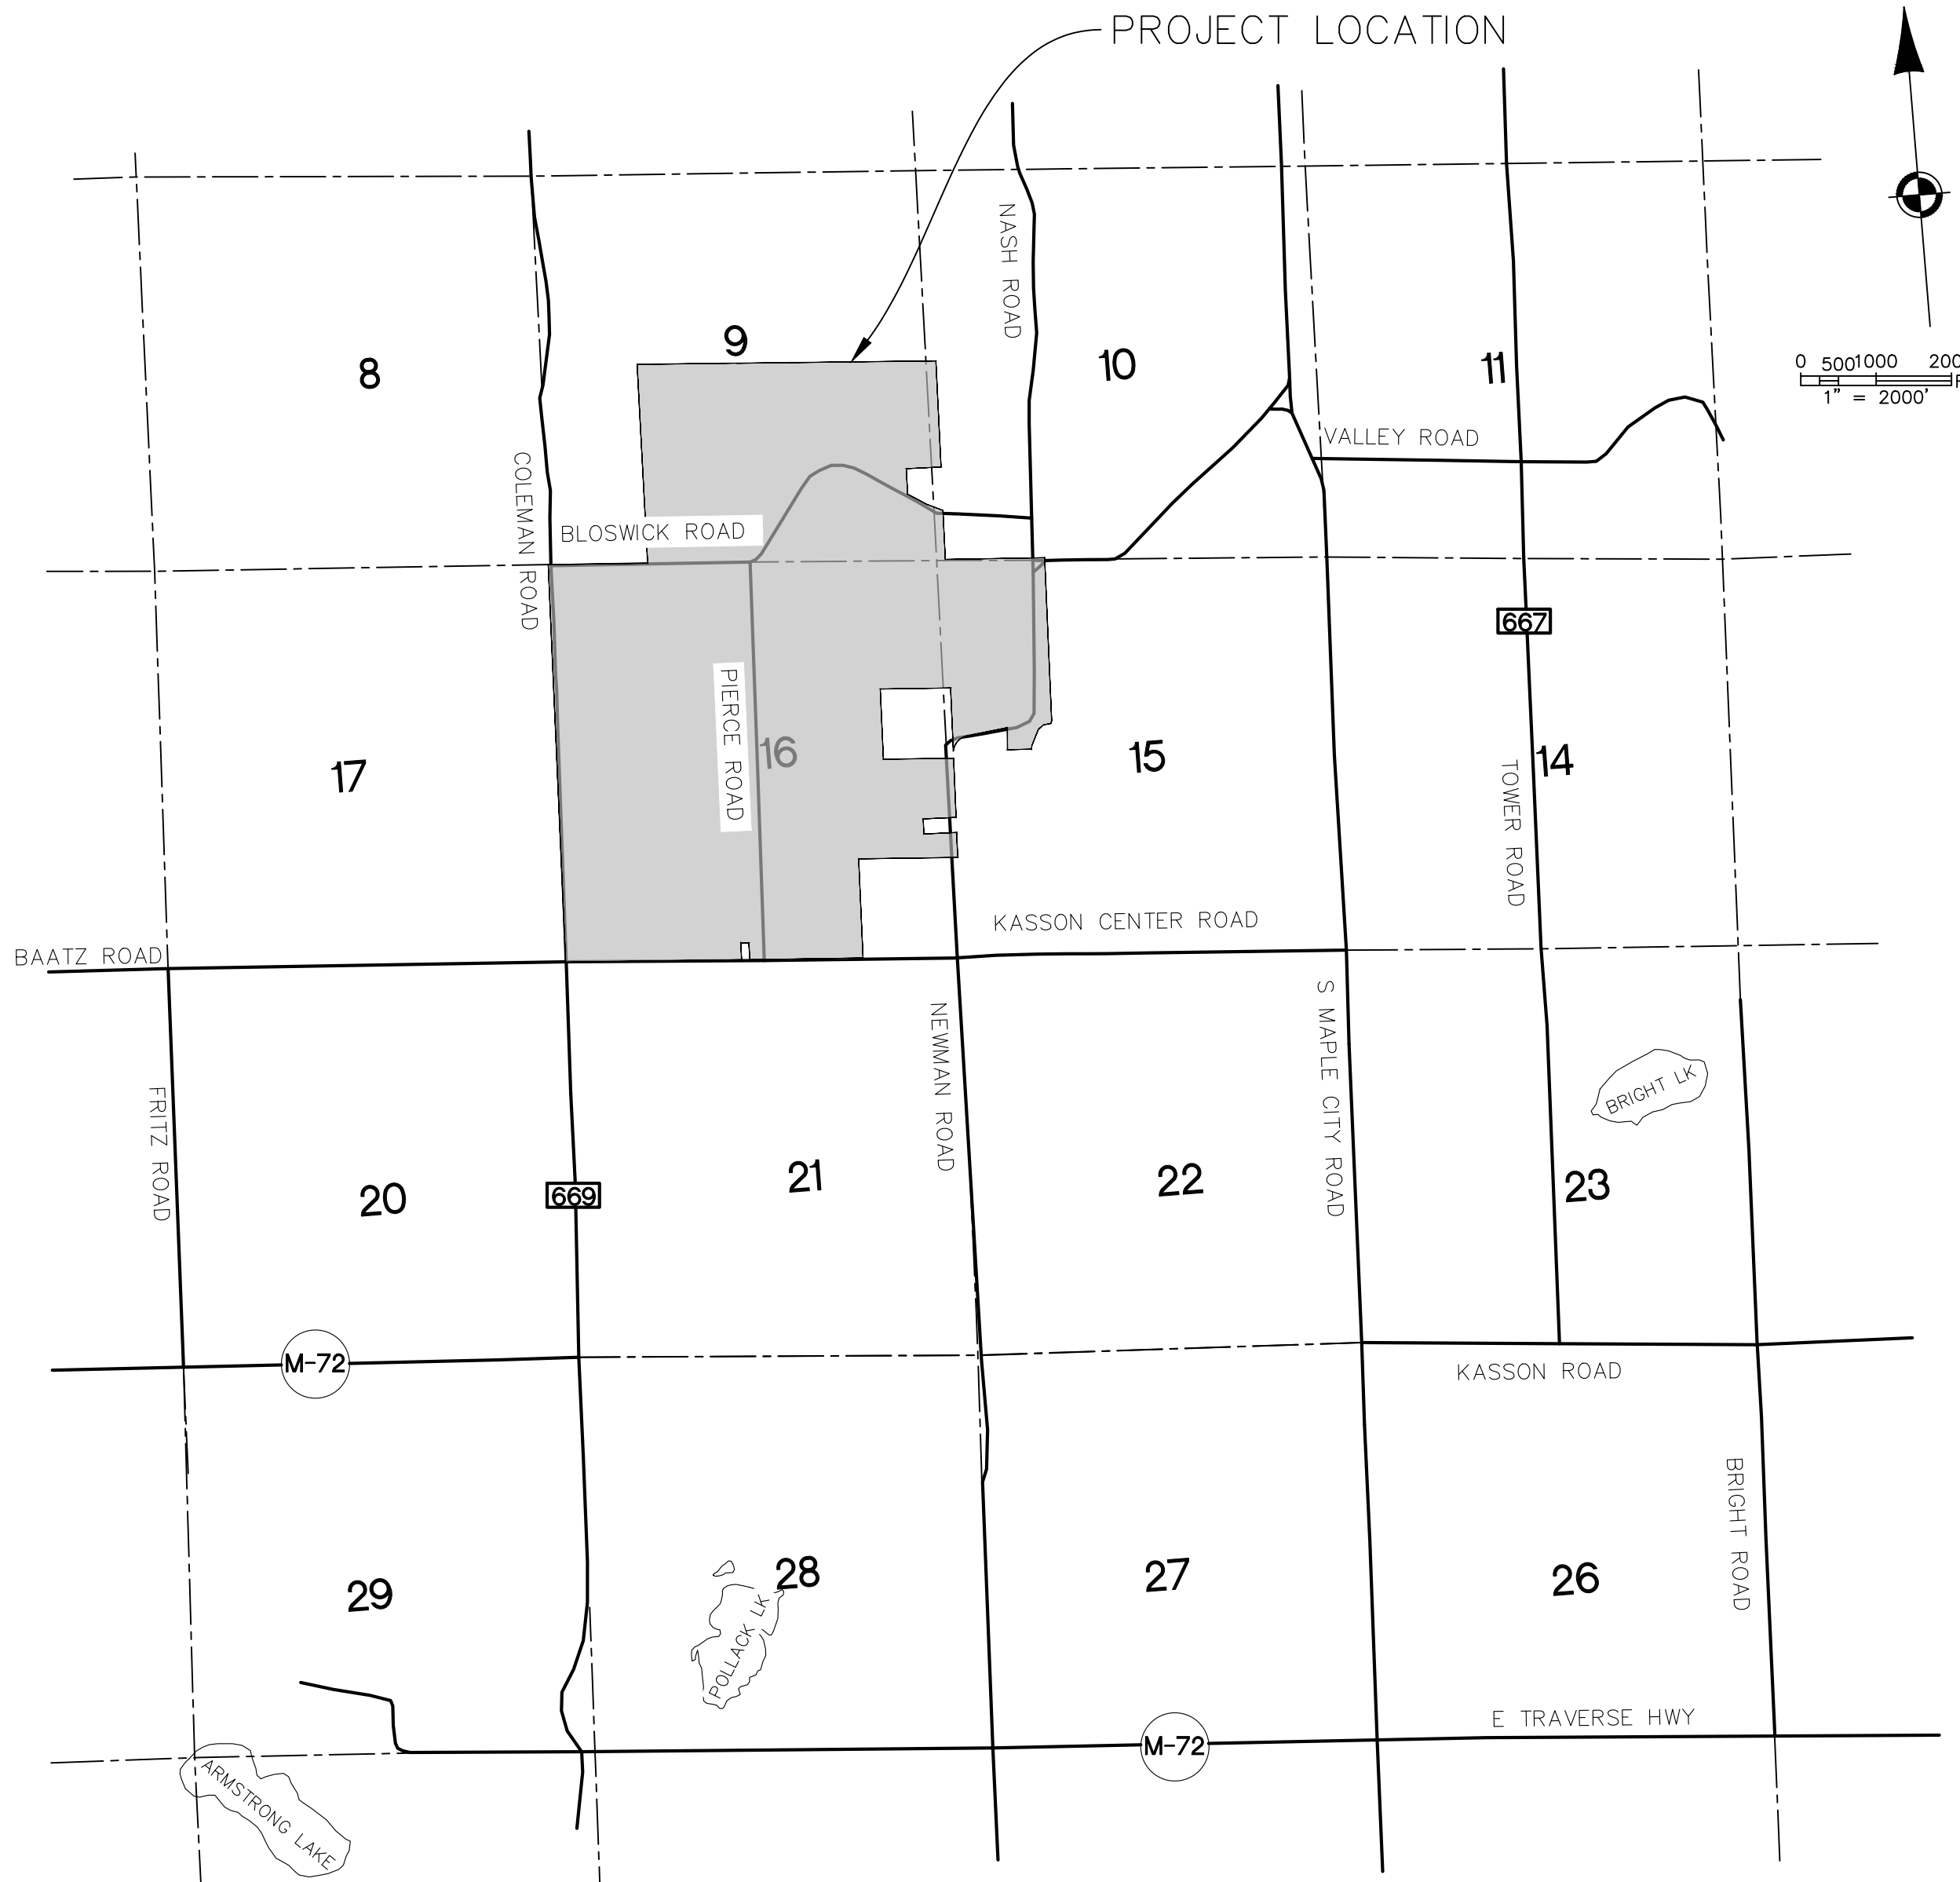 PROJECT LOCATION
NASH ROAD
9
8
10
11
0 500 1000 200
1" = 2000'
COLEMAN ROAD
VALLEY ROAD
BLOSWICK ROAD
667
PIERCE ROAD
16
17
15
14
TOWER ROAD
KASSON CENTER ROAD
BAATZ ROAD
S MAPLE CITY ROAD
NEWMAN ROAD
FRITZ ROAD
BRIGHT LK
20
669
21
22
23
M-72
KASSON ROAD
BRIGHT ROAD
29
28
27
26
POLLACK LK
E TRAVERSE HWY
M-72
ARMSTRONG LAKE